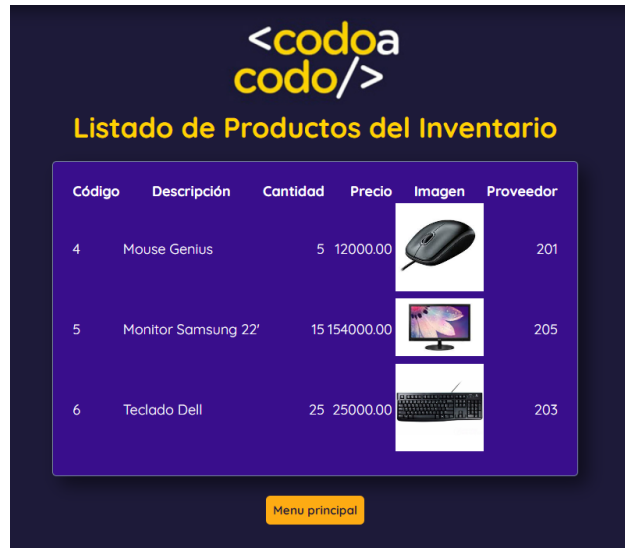 <codoa
codo/>
Listado de Productos del Inventario
Código Descripción Cantidad Precio Imagen Proveedor
4 Mouse Genius 5 12000.00 201
5 Monitor Samsung 22' 15 154000.00 205
6 Teclado Dell 25 25000.00 203
Menu principal